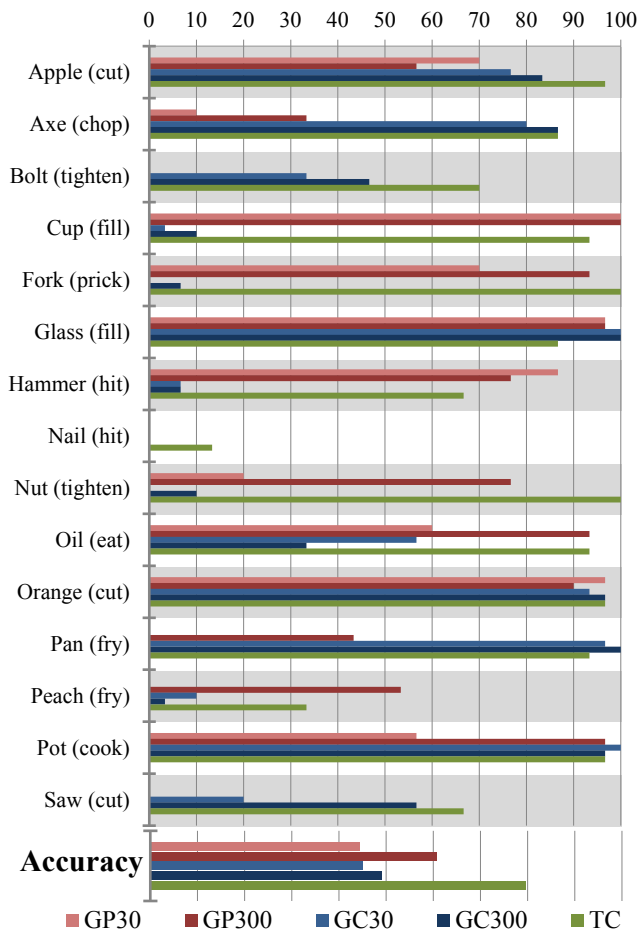 0 10 20 30 40 50 60 70 80 90 100
Apple (cut)
Axe (chop)
Bolt (tighten)
Cup (fill)
Fork (prick)
Glass (fill)
Hammer (hit)
Nail (hit)
Nut (tighten)
Oil (eat)
Orange (cut)
Pan (fry)
Peach (fry)
Pot (cook)
Saw (cut)
Accuracy
GP30 GP300 GC30 GC300 TC